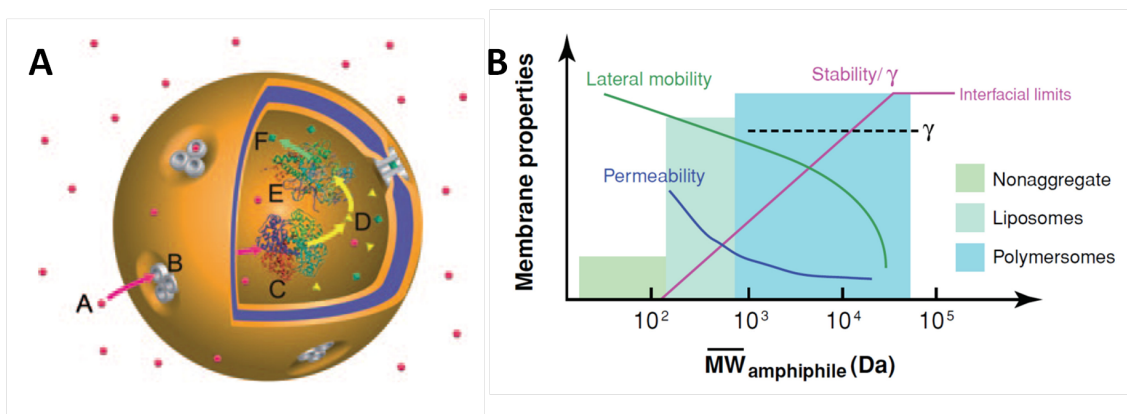 A
A
B
C
D
E
F
B
Membrane properties
Lateral mobility
Stability/ γ
Interfacial limits
γ
Permeability
Nonaggregate
Liposomes
Polymersomes
10² 10³ 10⁴ 10⁵
MW amphiphile (Da)